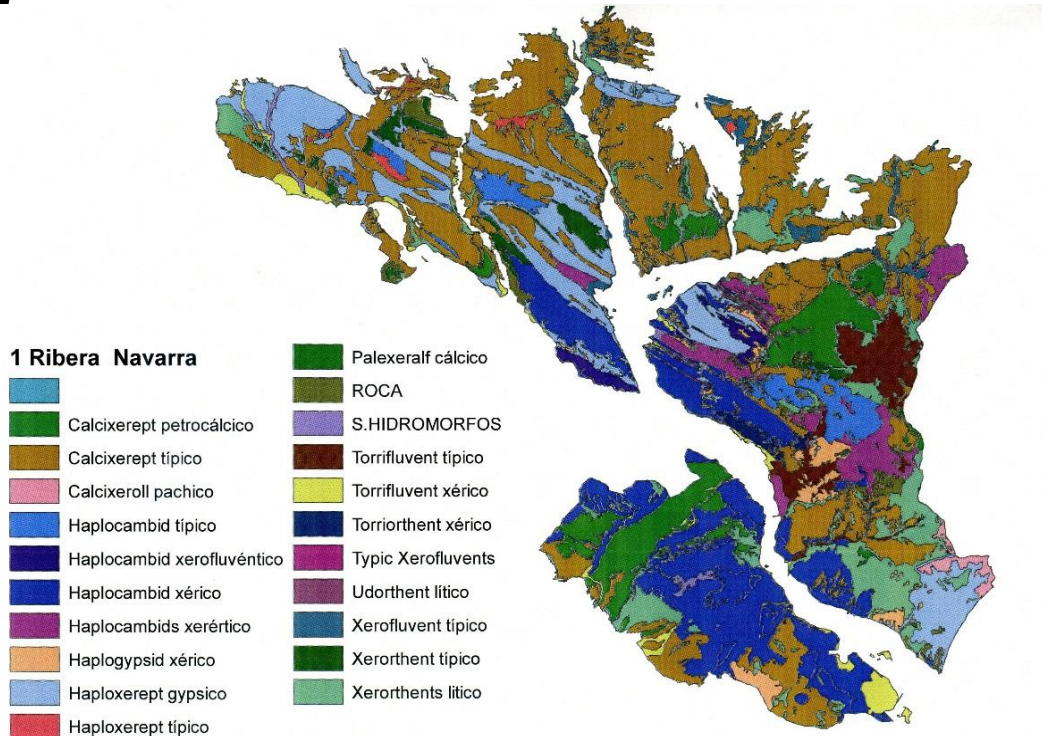 1 Ribera Navarra
Calcixerept petrocálcico
Calcixerept típico
Calcixeroll pachico
Haplocambid típico
Haplocambid xerofluvéntico
Haplocambid xérico
Haplocambids xerértico
Haplogypsid xérico
Haploxerept gypsico
Haploxerept típico
Palexeralf cálcico
ROCA
S.HIDROMORFOS
Torrifluvent típico
Torrifluvent xérico
Torriorthent xérico
Typic Xerofluvents
Udorthent lítico
Xerofluvent típico
Xerorthent típico
Xerorthents lítico